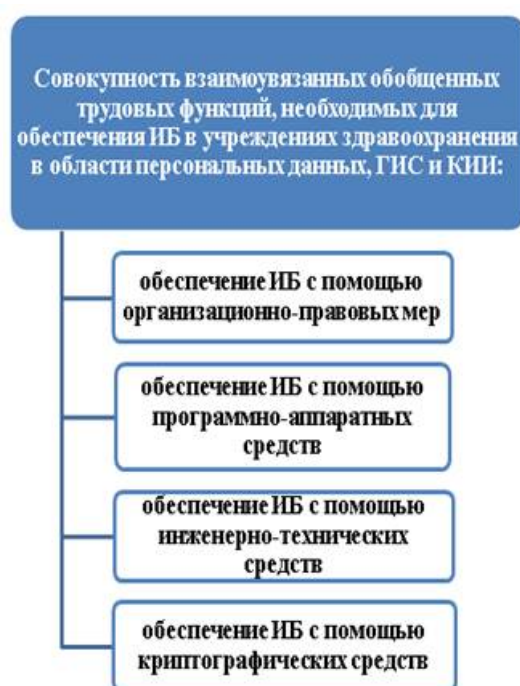 Совокупность взаимоувязанных обобщенных
трудовых функций, необходимых для
обеспечения ИБ в учреждениях здравоохранения
в области персональных данных, ГИС и КИИ:
обеспечение ИБ с помощью
организационно-правовых мер
обеспечение ИБ с помощью
программно-аппаратных
средств
обеспечение ИБ с помощью
инженерно-технических
средств
обеспечение ИБ с помощью
криптографических средств